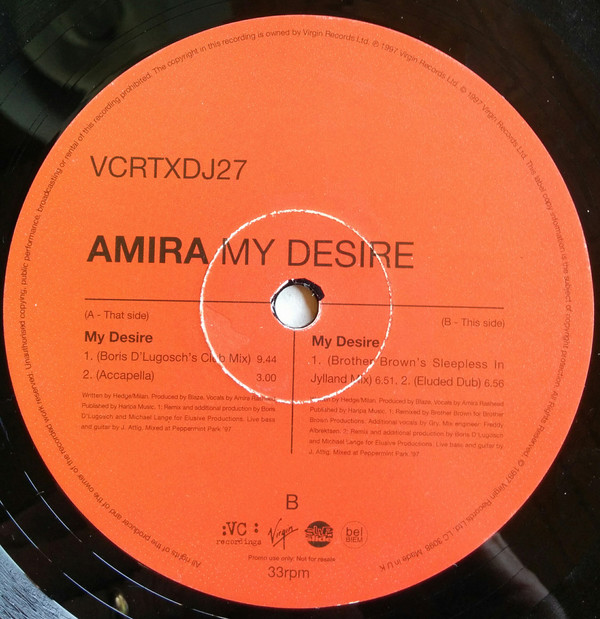 VCRTXDJ27
AMIRA MY DESIRE
(A - That side)
My Desire
1. (Boris D'Lugosch's Club Mix) 9.44
2. (Accapella) 3.00
Written by Hedge/Milan. Produced by Blaze, Vocals by Amira Rasheed
Published by Harpa Music. 1: Remix and additional production by Boris
D'Lugosch and Michael Lange for Elusive Productions. Live bass
and guitar by J. Attig. Mixed at Peppermint Park '97
(B - This side)
My Desire
1. (Brother Brown's Sleepless In
Jylland Mix) 6.51. 2. (Eluded Dub) 6.56
Written by Hedge/Milan. Produced by Blaze, Vocals by Amira Rasheed
Published by Harpa Music. 1: Remixed by Brother Brown for Brother
Brown Productions. Additional vocals by Gry. Mix engineer: Freddy
Albrektsen. 2: Remix and additional production by Boris D'Lugosch
and Michael Lange for Elusive Productions. Live bass and guitar by
J. Attig. Mixed at Peppermint Park '97
B
:VC:
recordings
Virgin
bel
BIEM
Promo use only. Not for resale
33rpm
All rights of the producer and of the owner of the recorded work reserved. Unauthorised copying, public performance, broadcasting or rental of this recording prohibited. The copyright in this recording is owned by Virgin Records Ltd. ℗ 1997 Virgin Records Ltd. © 1997 Virgin Records Ltd. This label copy information is the subject of copyright protection. All Rights Reserved. © 1997 Virgin Records Ltd. LC 3098 Made in U.K.